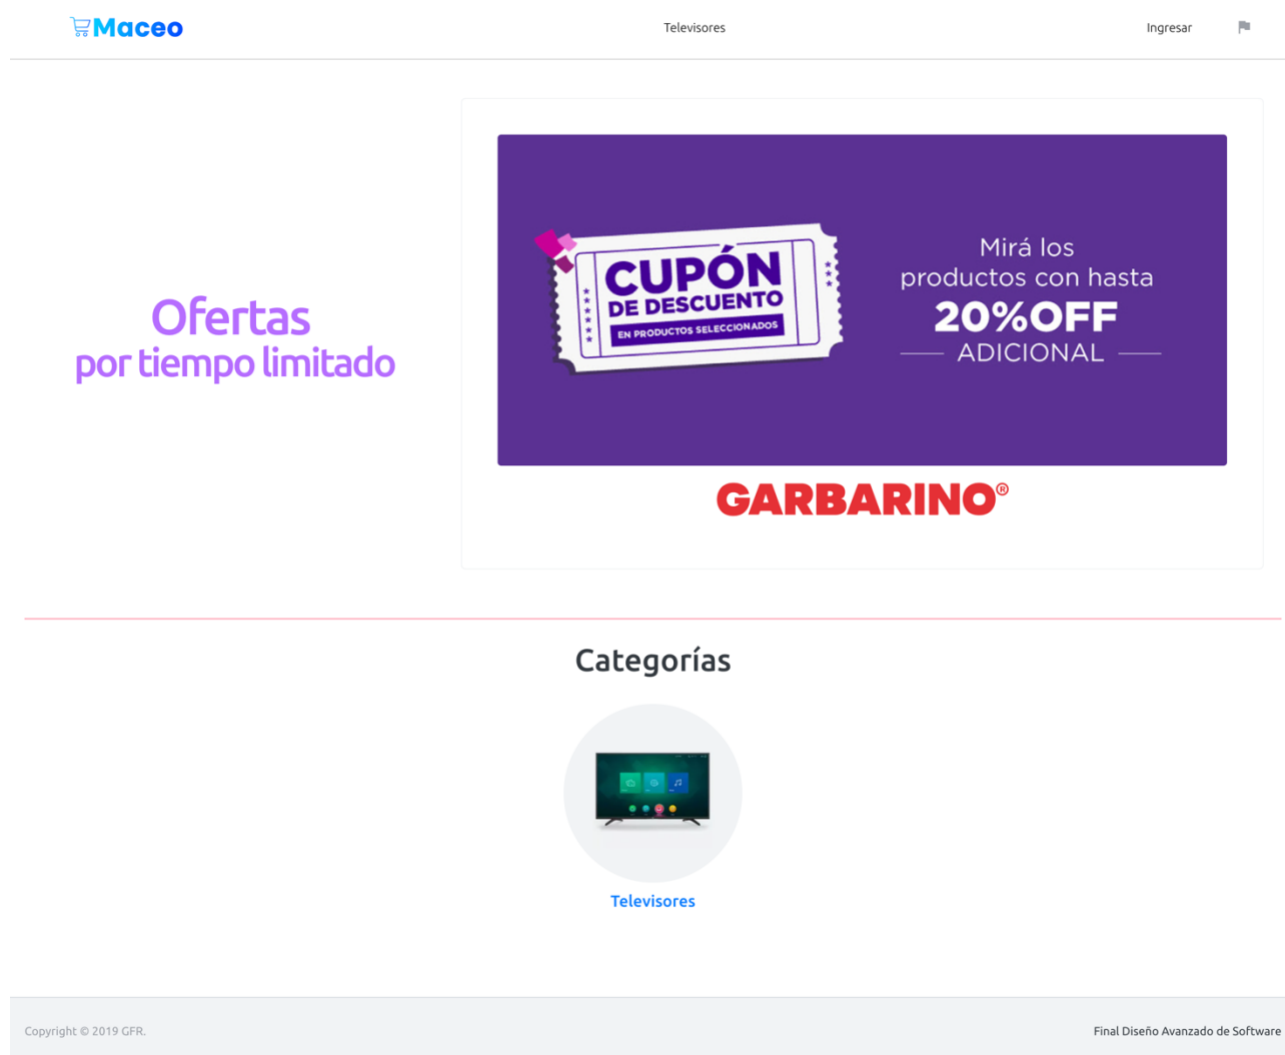 Maceo
Televisores
Ingresar
Ofertas
por tiempo limitado
CUPÓN
DE DESCUENTO
EN PRODUCTOS SELECCIONADOS
Mirá los
productos con hasta
20%OFF
ADICIONAL
GARBARINO®
Categorías
Televisores
Copyright © 2019 GFR.
Final Diseño Avanzado de Software